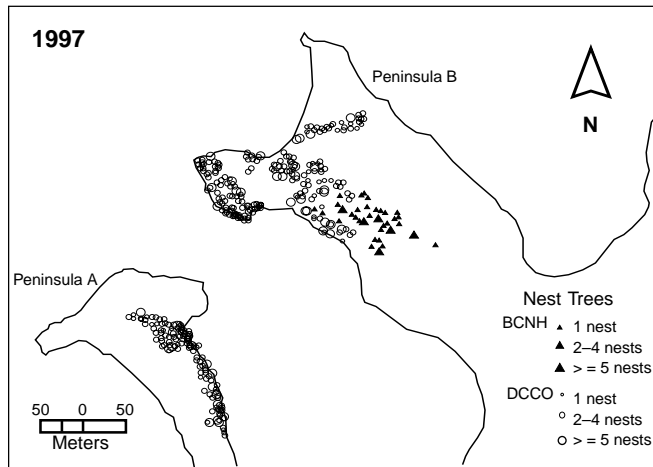 1997
Peninsula B
N
Peninsula A
50 0 50
Meters
Nest Trees
BCNH 1 nest
2–4 nests
> = 5 nests
DCCO 1 nest
2–4 nests
> = 5 nests